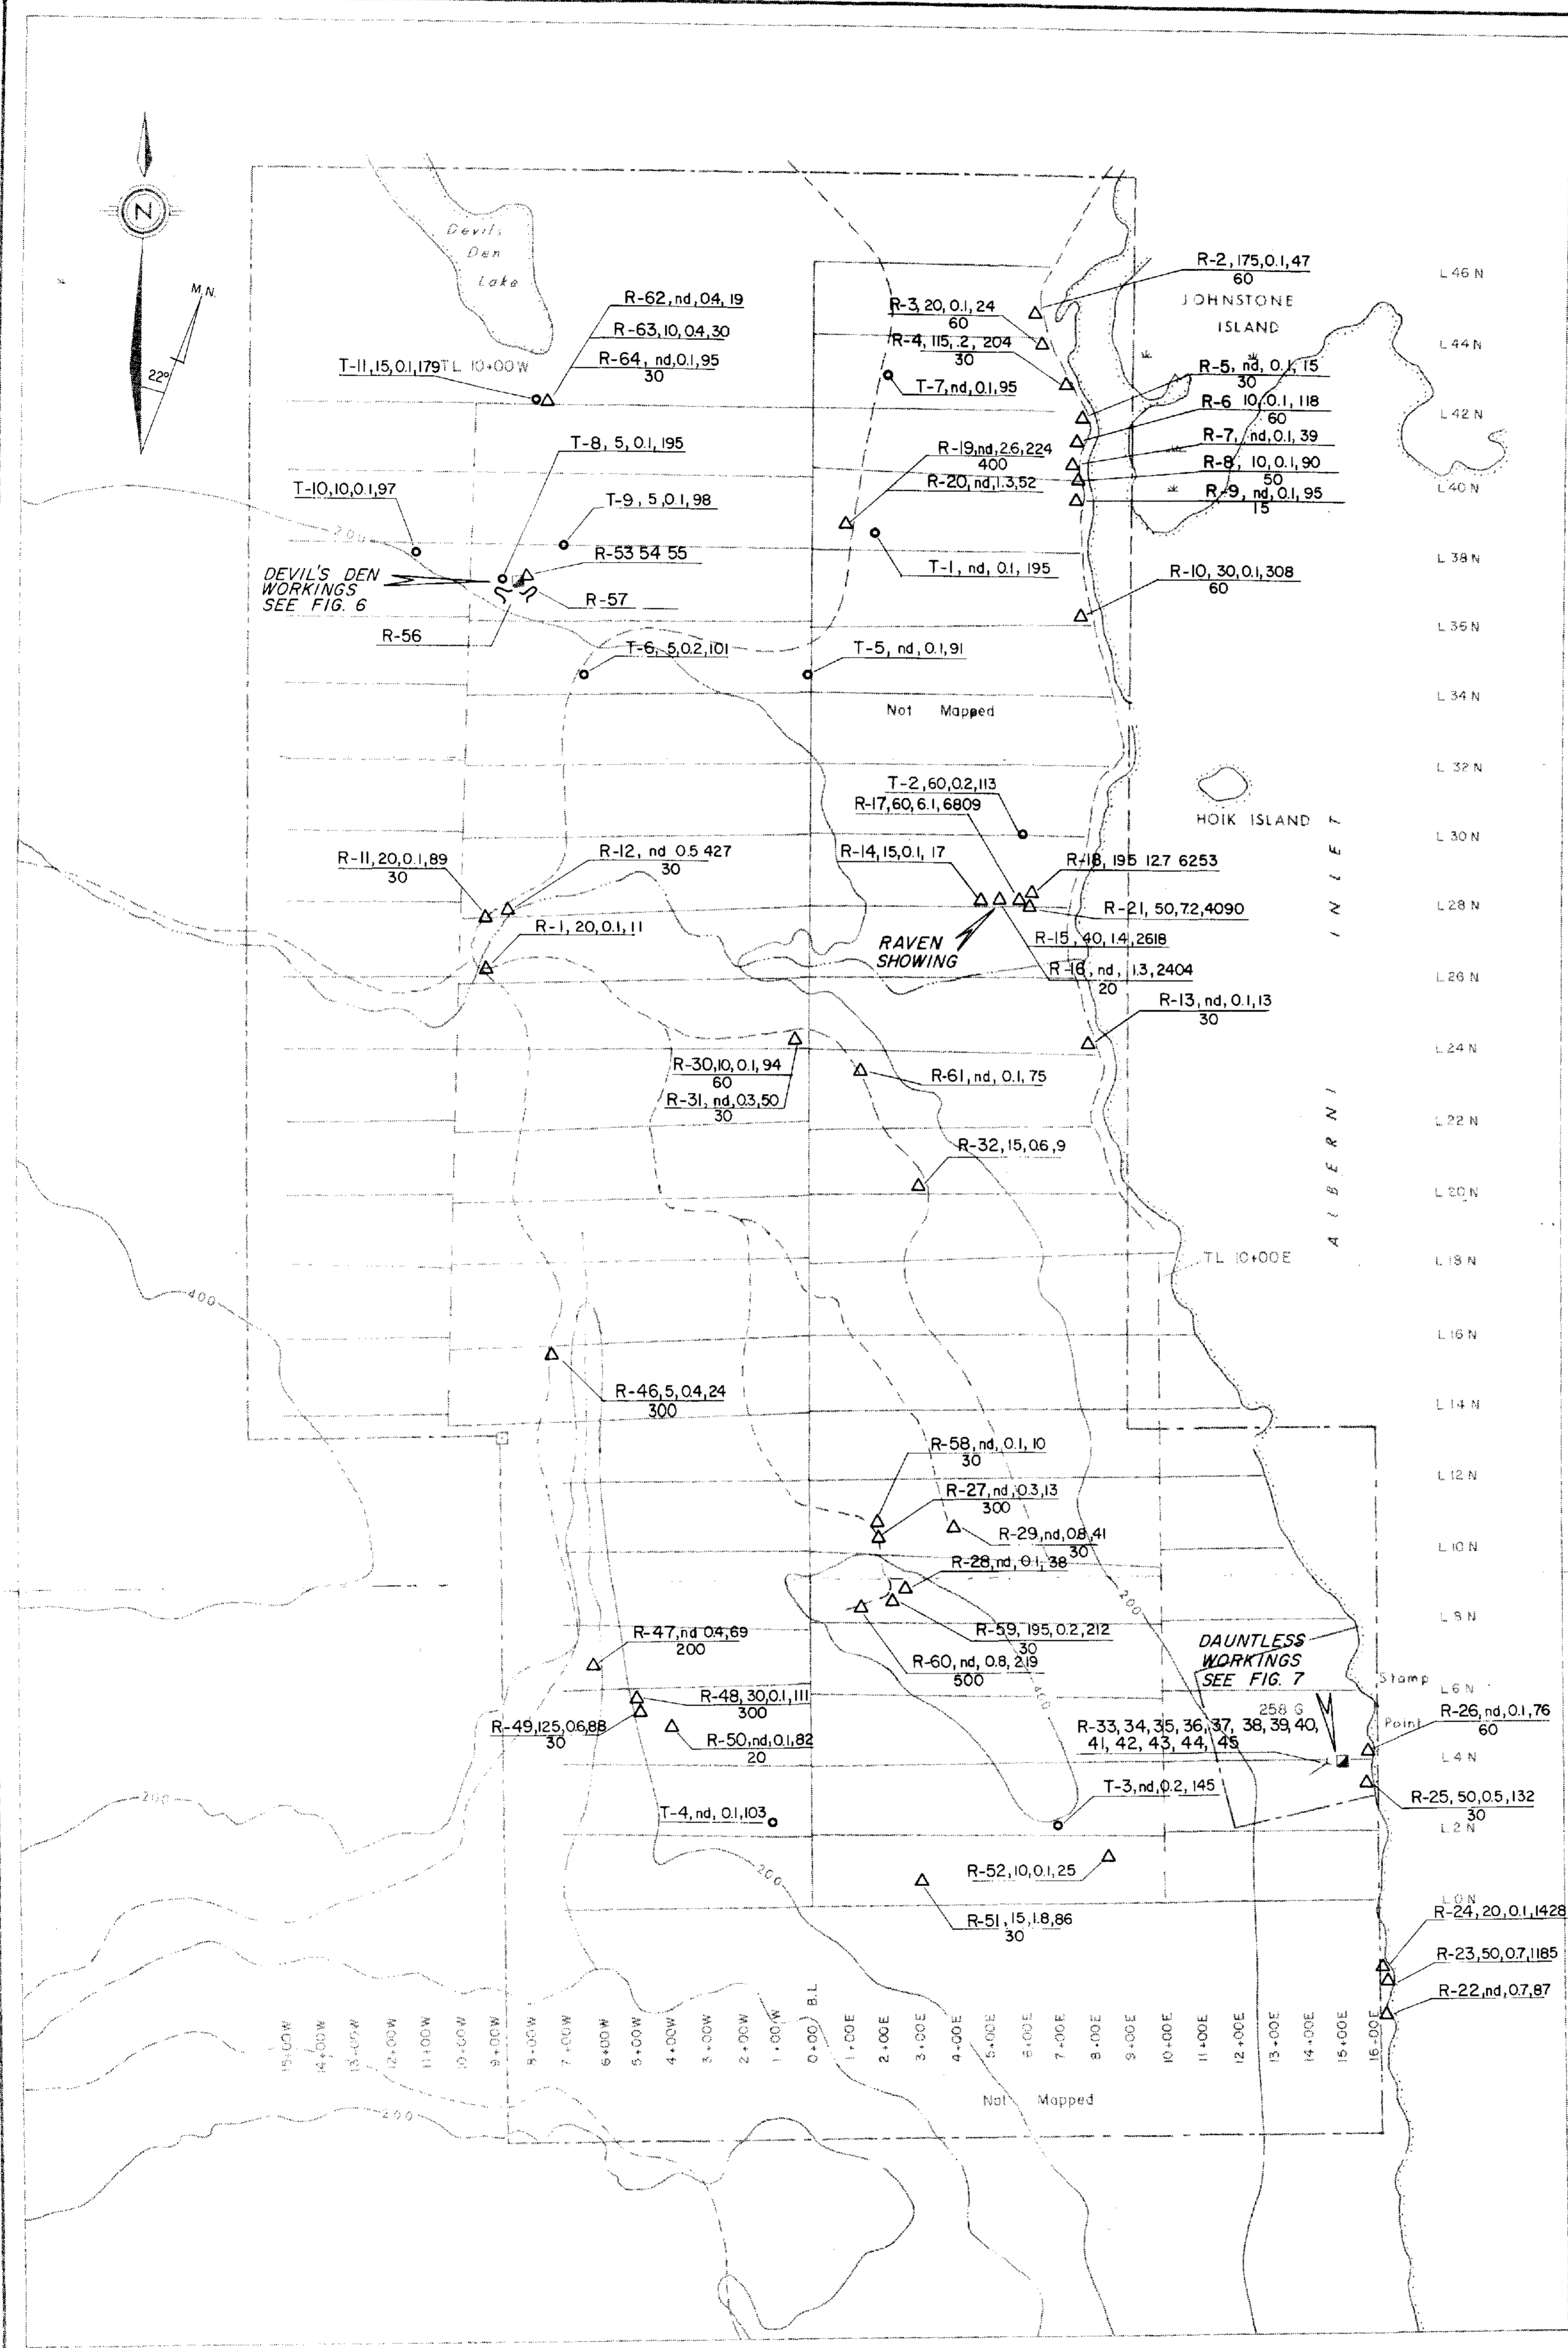 N
M.N.
22°
Devils
Den
Lake
R-62, nd, 0.4, 19
R-63, 10, 0.4, 30
R-64, nd, 0.1, 95
30
T-11, 15, 0.1, 179
TL 10+00W
T-8, 5, 0.1, 195
T-10, 10, 0.1, 97
T-9, 5, 0.1, 98
200
R-53 54 55
DEVIL'S DEN
WORKINGS
SEE FIG. 6
R-57
R-56
T-6, 5, 0.2, 101
T-5, nd, 0.1, 91
R-2, 175, 0.1, 47
60
R-3, 20, 0.1, 24
60
R-4, 115, .2, 204
30
JOHNSTONE
ISLAND
T-7, nd, 0.1, 95
R-5, nd, 0.1, 15
30
R-6 10, 0.1, 118
60
R-7, nd, 0.1, 39
R-8, 10, 0.1, 90
50
R-9, nd, 0.1, 95
15
R-19, nd, 2.6, 224
400
R-20, nd, 1.3, 52
T-1, nd, 0.1, 195
R-10, 30, 0.1, 308
60
L 46 N
L 44 N
L 42 N
L 40 N
L 38 N
L 36 N
L 34 N
L 32 N
L 30 N
L 28 N
L 26 N
L 24 N
L 22 N
L 20 N
L 18 N
L 16 N
L 14 N
L 12 N
L 10 N
L 8 N
L 6 N
L 4 N
L 2 N
L 0 N
Not Mapped
HOIK ISLAND
ALBERNI INLET
T-2, 60, 0.2, 113
R-17, 60, 6.1, 6809
R-14, 15, 0.1, 17
R-18, 195 12.7 6253
R-21, 50, 7.2, 4090
R-15, 40, 1.4, 2618
R-16, nd, 1.3, 2404
20
RAVEN
SHOWING
R-11, 20, 0.1, 89
30
R-12, nd 0.5 427
30
R-1, 20, 0.1, 11
R-13, nd, 0.1, 13
30
R-30, 10, 0.1, 94
60
R-31, nd, 0.3, 50
30
R-61, nd, 0.1, 75
R-32, 15, 0.6, 9
TL 10+00E
400
R-46, 5, 0.4, 24
300
R-58, nd, 0.1, 10
30
R-27, nd, 0.3, 13
300
R-29, nd, 0.8, 41
30
R-28, nd, 0.1, 38
R-59, 195, 0.2, 212
30
R-60, nd, 0.8, 219
500
200
400
R-47, nd 0.4, 69
200
R-48, 30, 0.1, 111
300
R-49, 125, 0.6, 88
30
R-50, nd, 0.1, 82
20
DAUNTLESS
WORKINGS
SEE FIG. 7
258 G
R-33, 34, 35, 36, 37, 38, 39, 40,
41, 42, 43, 44, 45
Stamp
Point
R-26, nd, 0.1, 76
60
R-25, 50, 0.5, 132
30
T-3, nd, 0.2, 145
T-4, nd, 0.1, 103
200
200
R-52, 10, 0.1, 25
R-51, 15, 1.8, 86
30
R-24, 20, 0.1, 1428
R-23, 50, 0.7, 1185
R-22, nd, 0.7, 87
15+00W
14+00W
13+00W
12+00W
11+00W
10+00W
9+00W
8+00W
7+00W
6+00W
5+00W
4+00W
3+00W
2+00W
1+00W
0+00 B.L.
1+00E
2+00E
3+00E
4+00E
5+00E
6+00E
7+00E
8+00E
9+00E
10+00E
11+00E
12+00E
13+00E
14+00E
15+00E
16+00E
Not Mapped
200